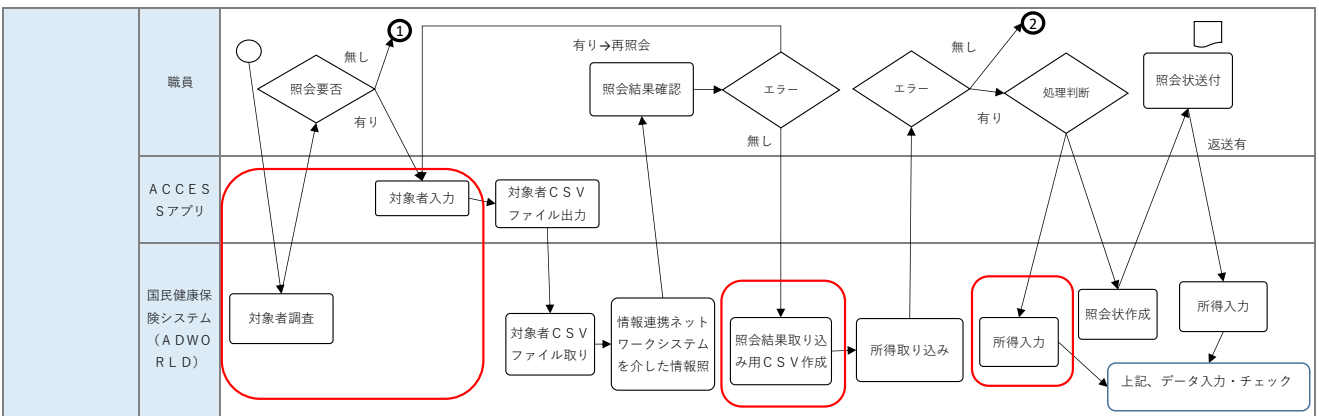 職員
照会要否
無し
有り
①
有り→再照会
照会結果確認
エラー
無し
エラー
無し
②
有り
処理判断
照会状送付
返送有
ＡＣＣＥＳ
Ｓアプリ
対象者入力
対象者ＣＳＶ
ファイル出力
国民健康保
険システム
（ＡＤＷＯ
ＲＬＤ）
対象者調査
対象者ＣＳＶ
ファイル取り
情報連携ネット
ワークシステム
を介した情報照
照会結果取り込
み用ＣＳＶ作成
所得取り込み
所得入力
照会状作成
所得入力
上記、データ入力・チェック